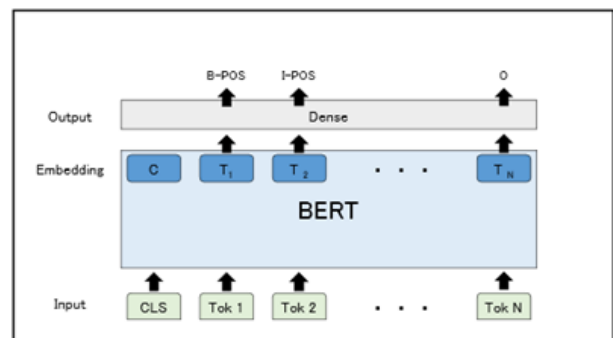 B-POS I-POS O
Output Dense
Embedding C T1 T2 . . . TN
BERT
Input CLS Tok 1 Tok 2 . . . Tok N